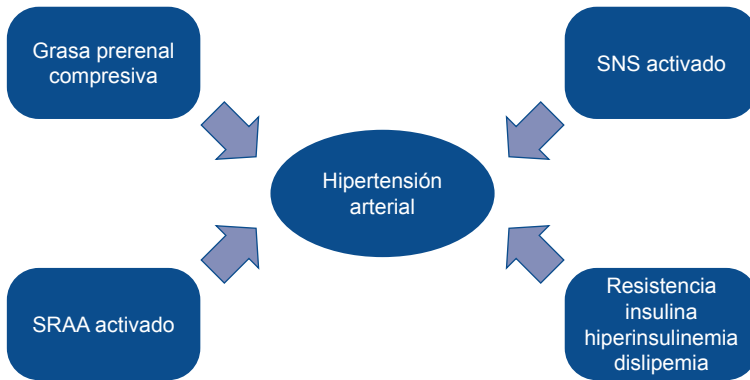 Grasa prerenal
compresiva
SNS activado
Hipertensión
arterial
SRAA activado
Resistencia
insulina
hiperinsulinemia
dislipemia